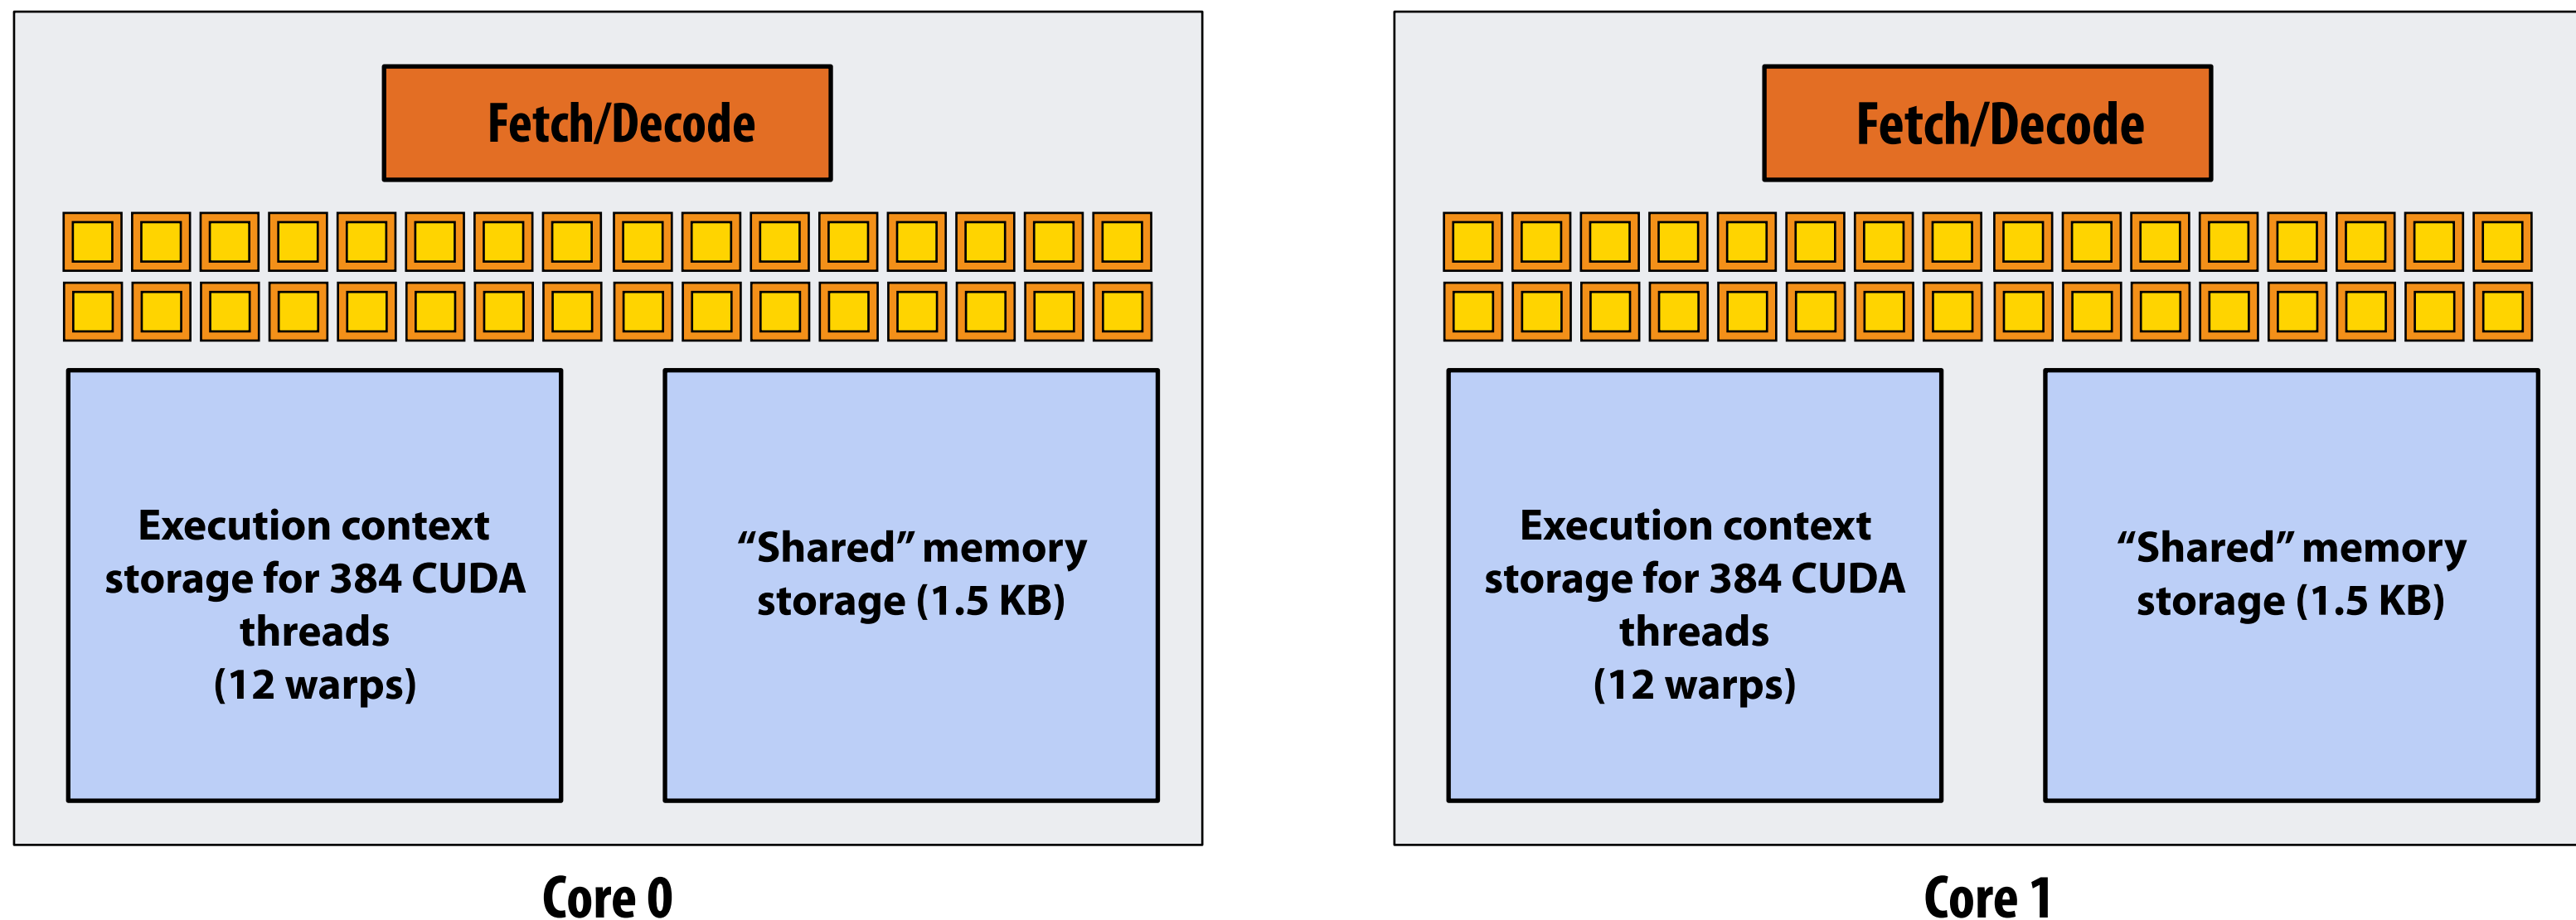 Fetch/Decode
Execution context
storage for 384 CUDA
threads
(12 warps)
“Shared” memory
storage (1.5 KB)
Core 0
Fetch/Decode
Execution context
storage for 384 CUDA
threads
(12 warps)
“Shared” memory
storage (1.5 KB)
Core 1